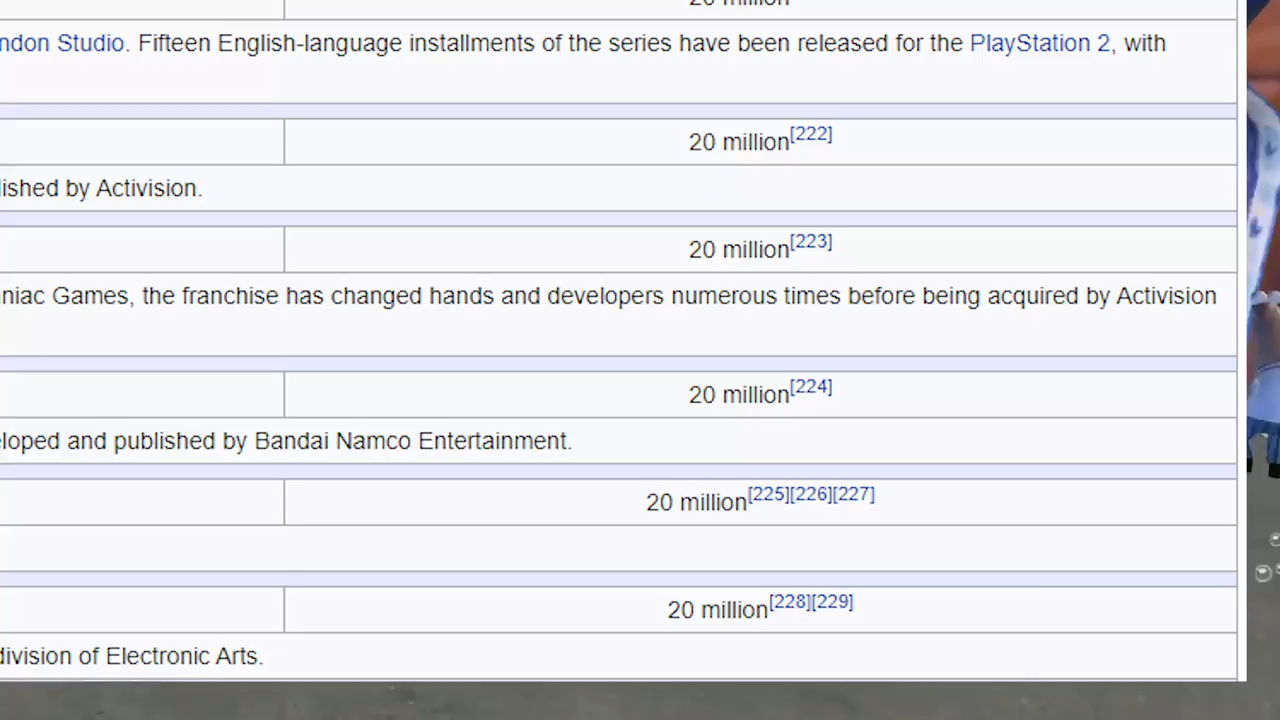 20 million
ndon Studio. Fifteen English-language installments of the series have been released for the PlayStation 2, with
20 million[222]
lished by Activision.
20 million[223]
niac Games, the franchise has changed hands and developers numerous times before being acquired by Activision
20 million[224]
eloped and published by Bandai Namco Entertainment.
20 million[225][226][227]
20 million[228][229]
division of Electronic Arts.